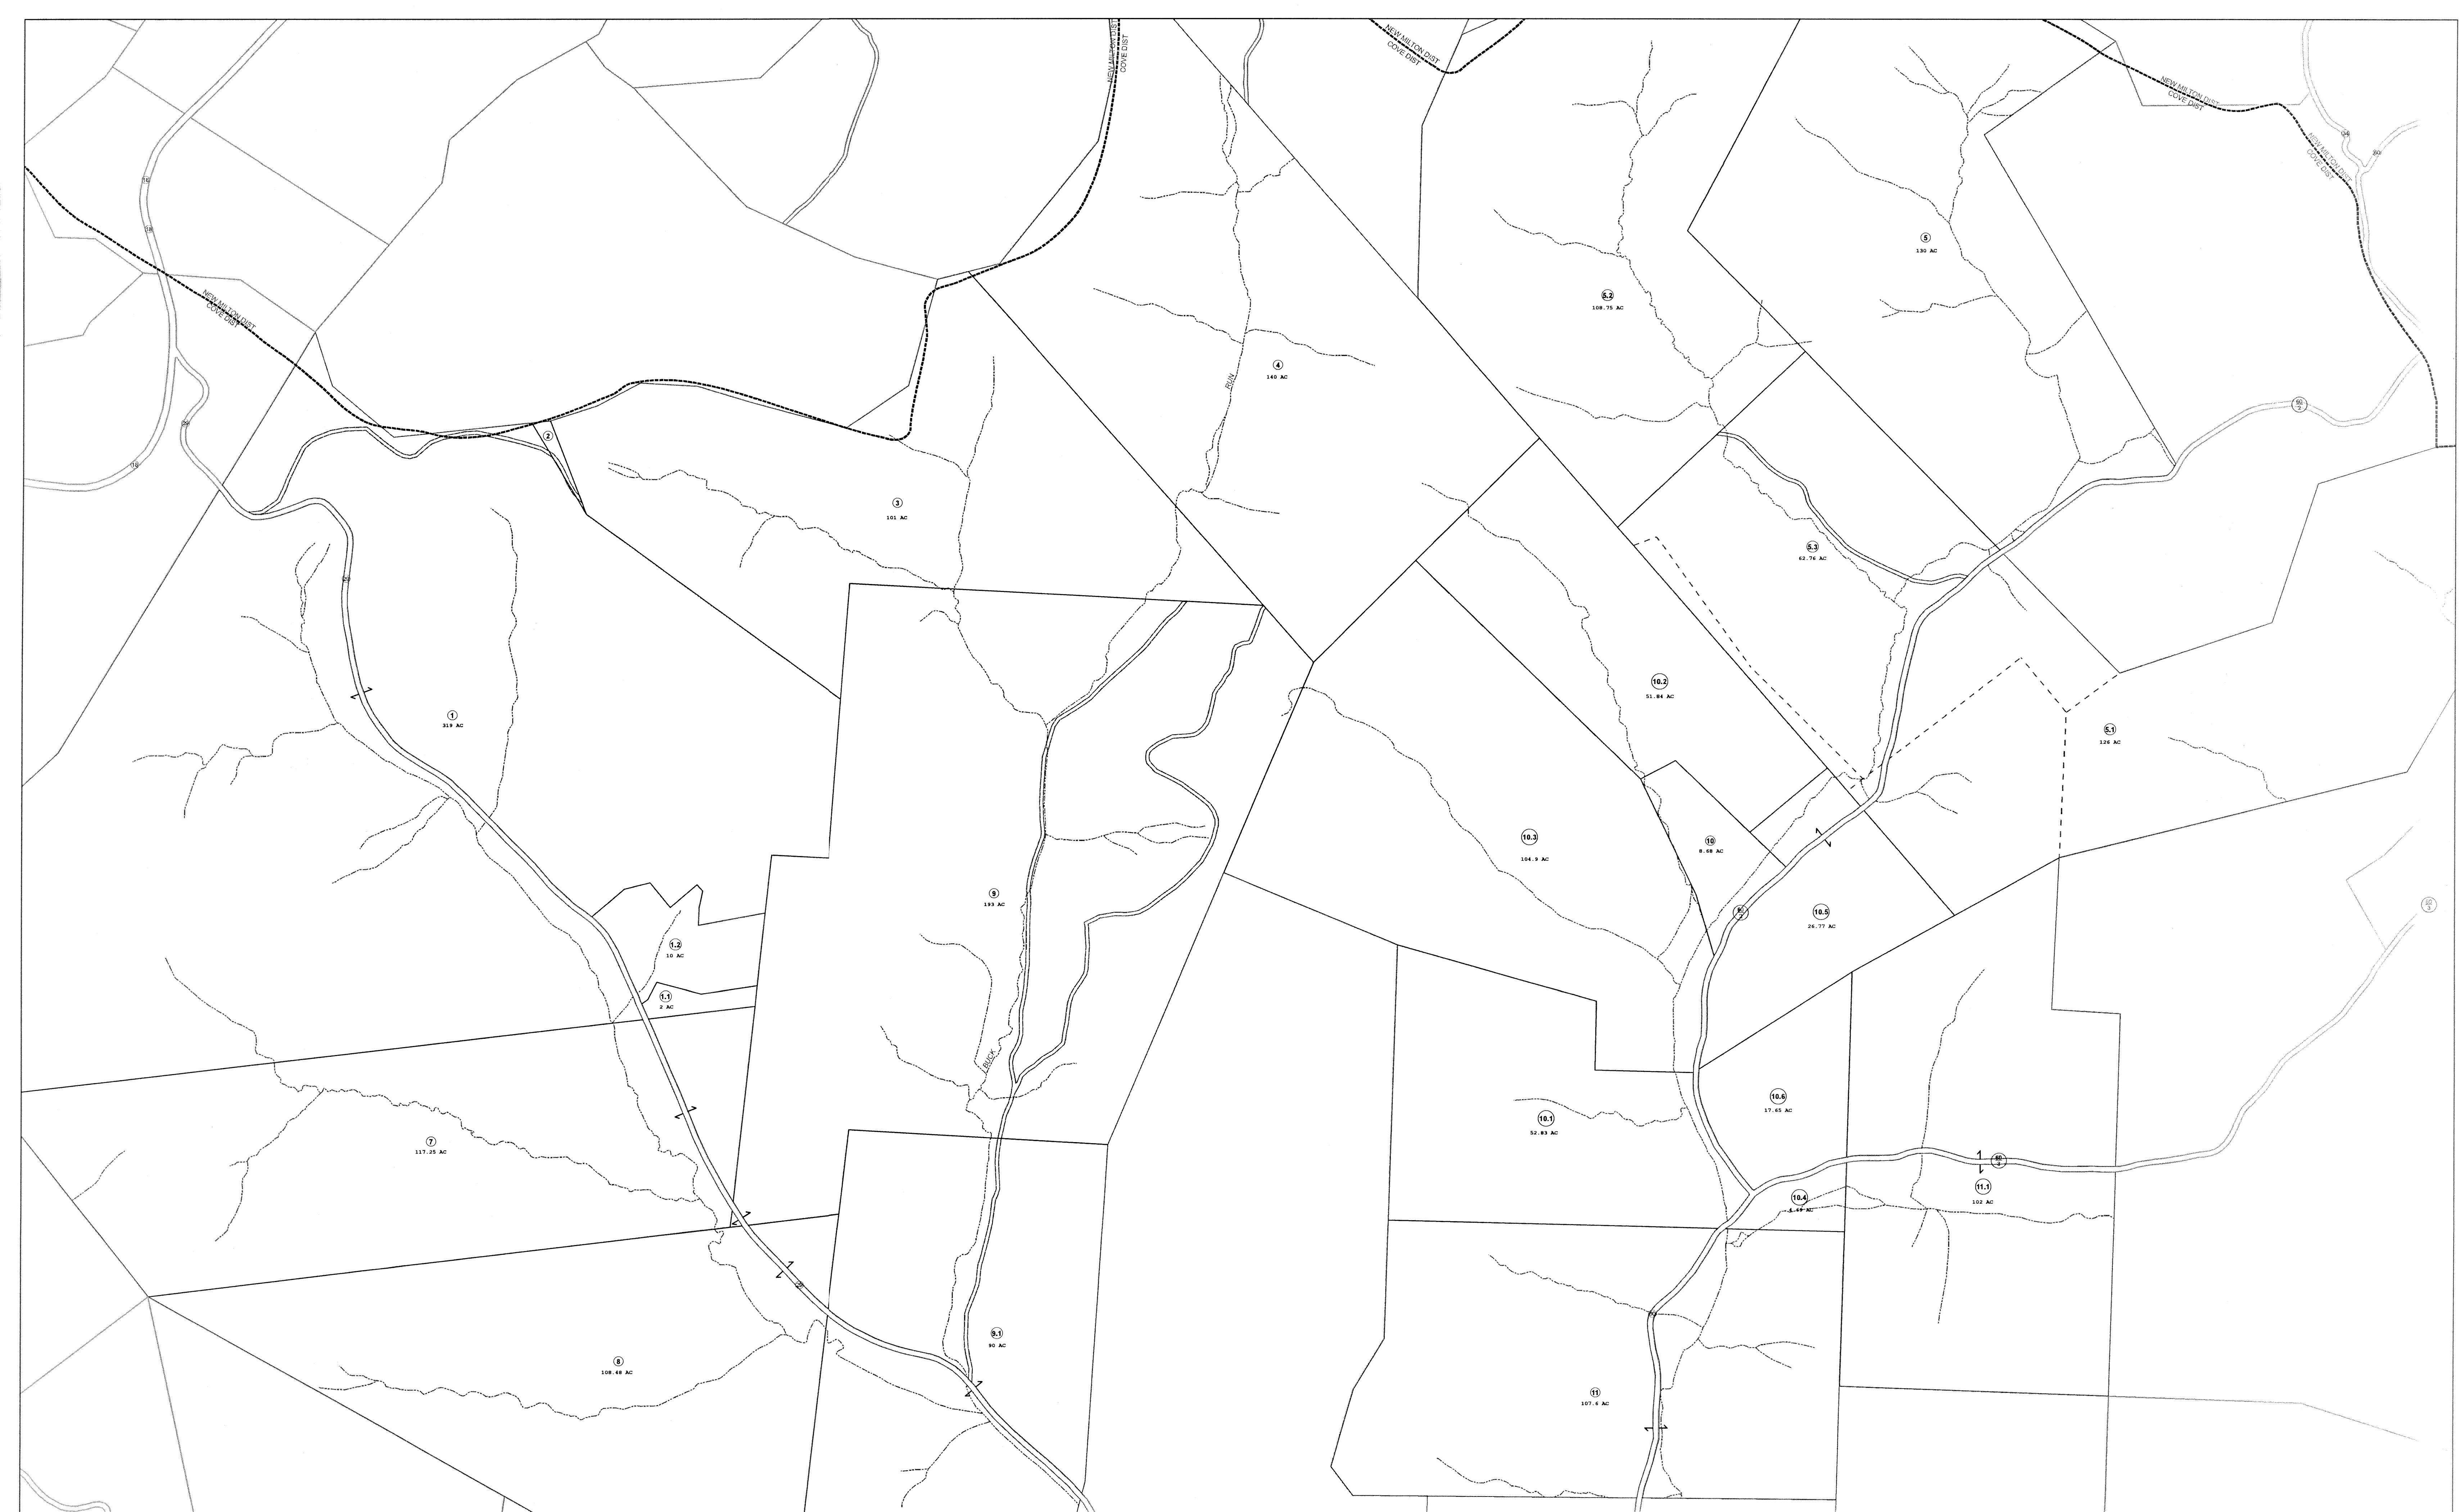 NEW MILTON DIST
COVE DIST
NEW MILTON DIST
COVE DIST
NEW MILTON DIST
COVE DIST
NEW MILTON DIST
COVE DIST
NEW MILTON DIST
COVE DIST
18
18
18
5
130 AC
5.2
108.75 AC
4
140 AC
RUN
2
3
101 AC
5.3
62.76 AC
10.2
51.84 AC
1
319 AC
5.1
126 AC
10.3
104.9 AC
10
8.68 AC
9
193 AC
10.5
26.77 AC
1.2
10 AC
1.1
2 AC
BUCK
10.6
17.65 AC
10.1
52.83 AC
7
117.25 AC
11.1
102 AC
10.4
4.69 AC
9.1
90 AC
8
108.48 AC
11
107.6 AC